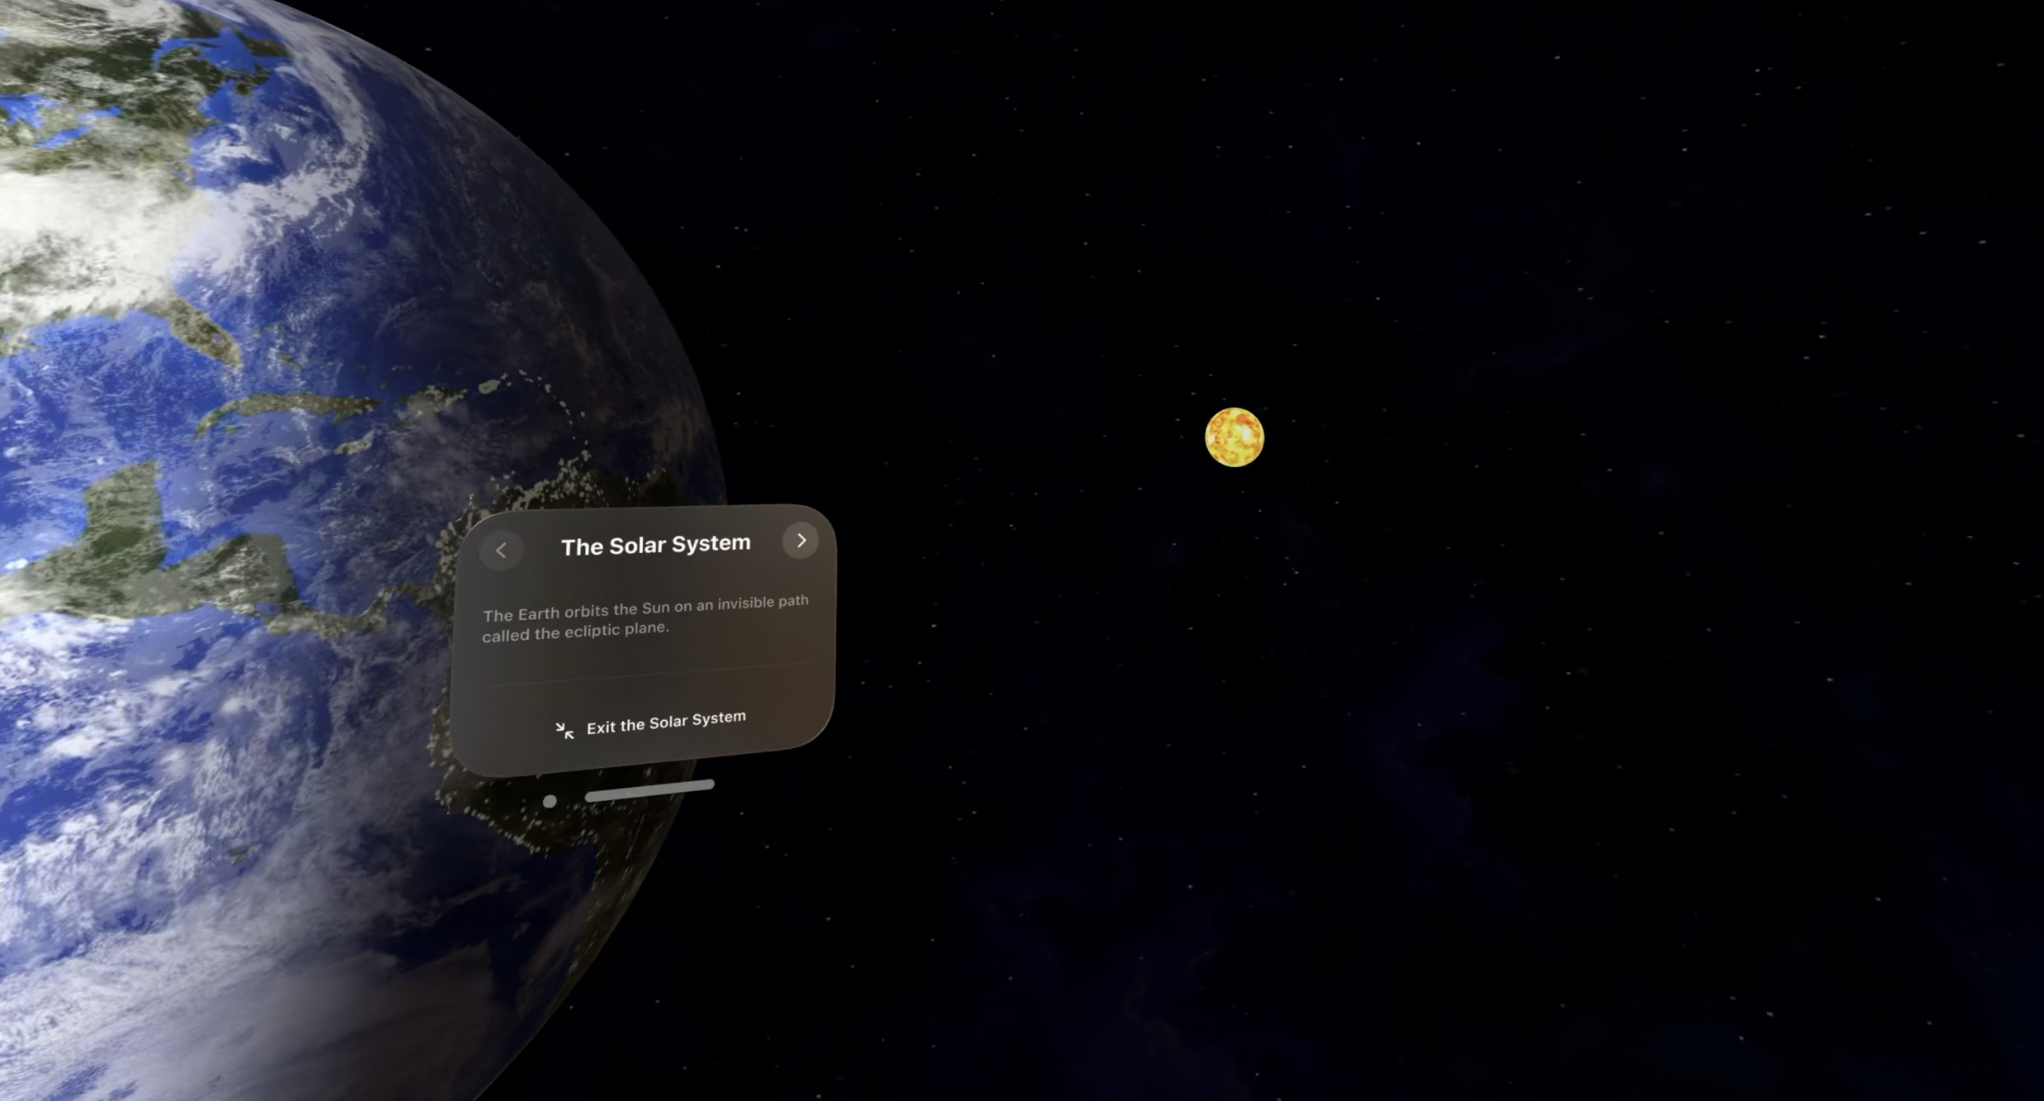 The Solar System
The Earth orbits the Sun on an invisible path
called the ecliptic plane.
Exit the Solar System